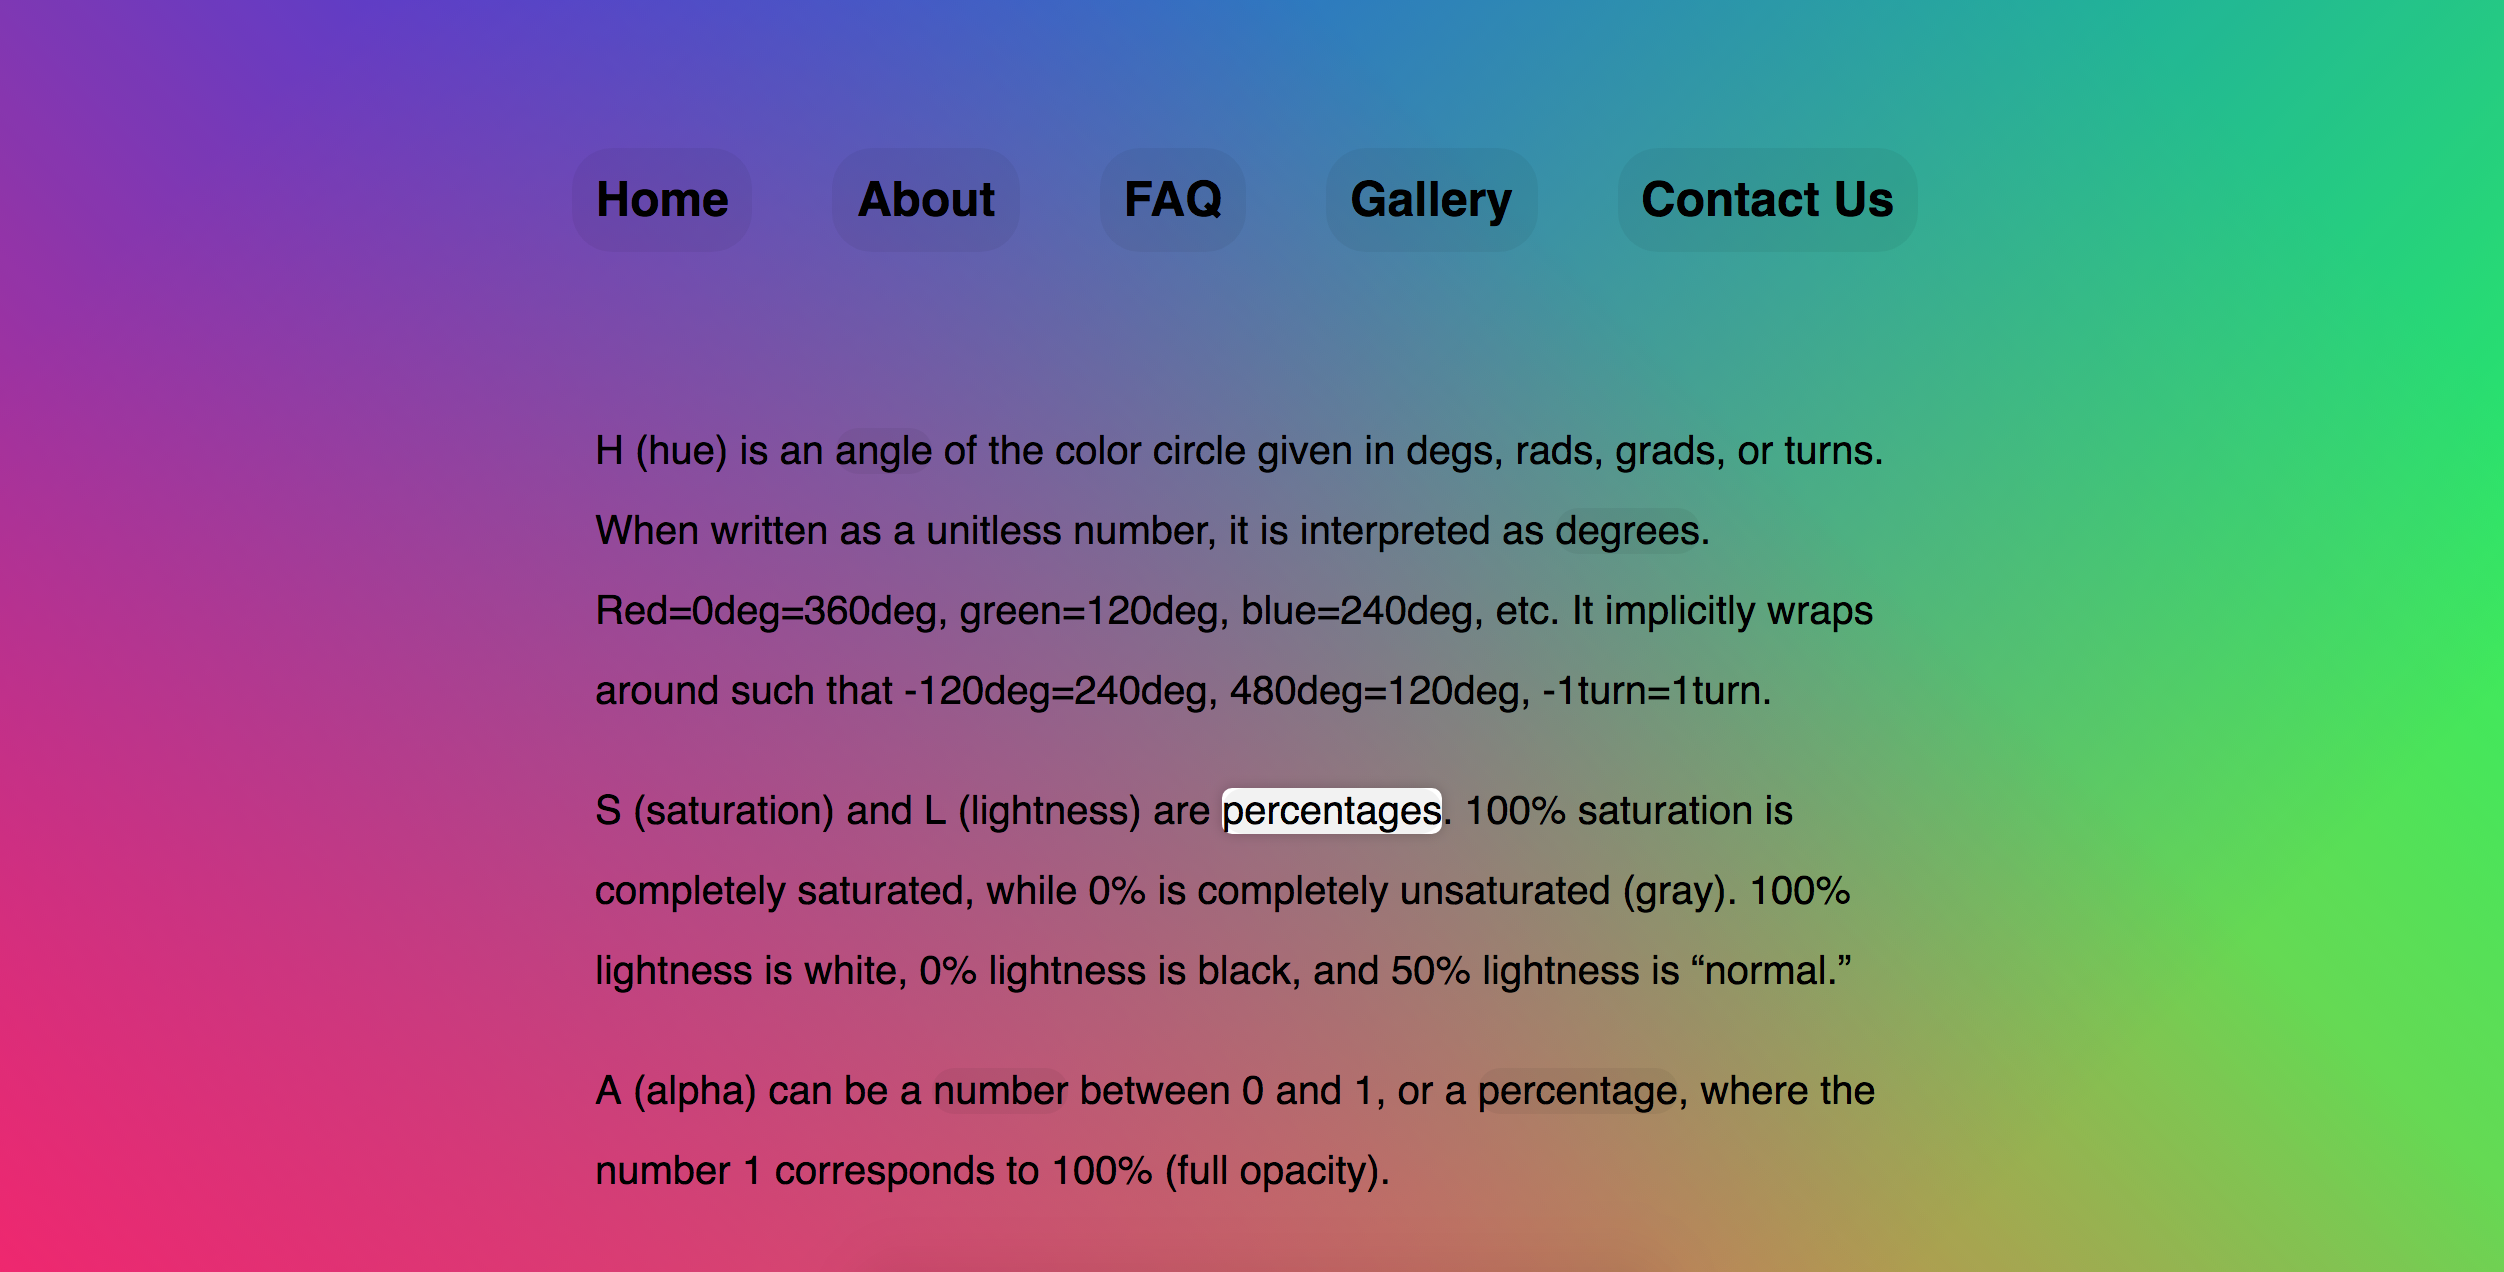 Home About FAQ Gallery Contact Us
H (hue) is an angle of the color circle given in degs, rads, grads, or turns.
When written as a unitless number, it is interpreted as degrees.
Red=0deg=360deg, green=120deg, blue=240deg, etc. It implicitly wraps
around such that -120deg=240deg, 480deg=120deg, -1turn=1turn.
S (saturation) and L (lightness) are percentages. 100% saturation is
completely saturated, while 0% is completely unsaturated (gray). 100%
lightness is white, 0% lightness is black, and 50% lightness is “normal.”
A (alpha) can be a number between 0 and 1, or a percentage, where the
number 1 corresponds to 100% (full opacity).